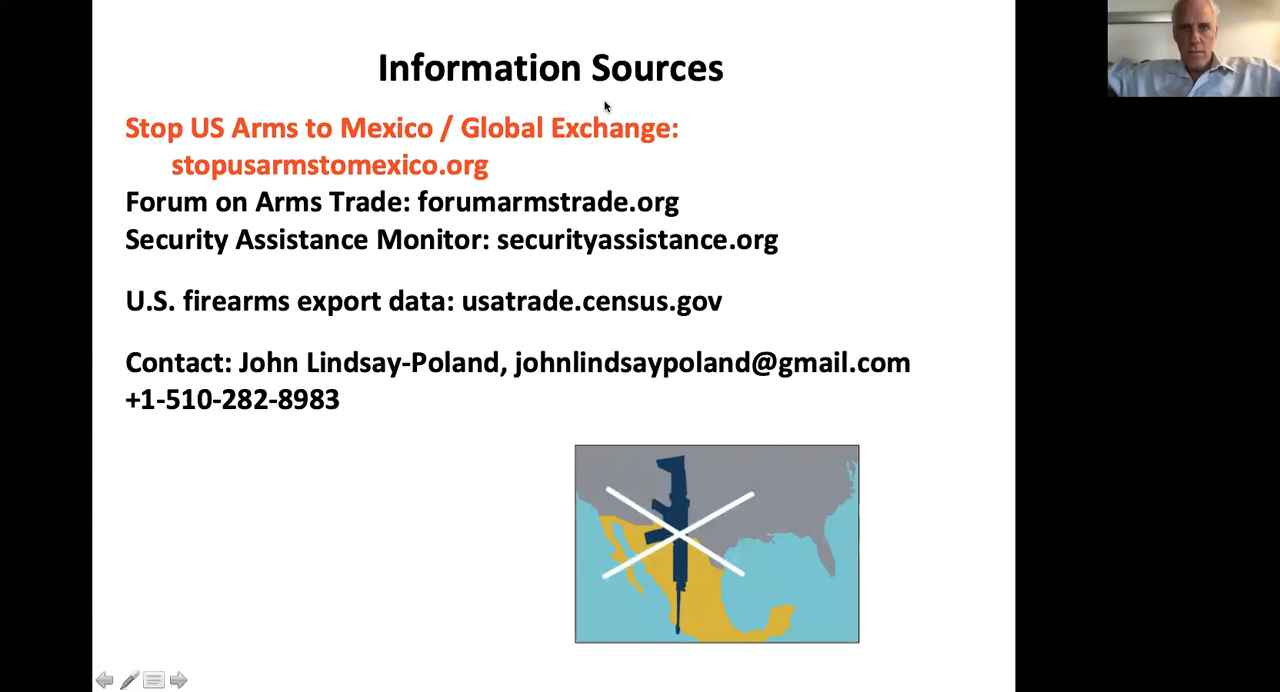 Information Sources
Stop US Arms to Mexico / Global Exchange:
stopusarmstomexico.org
Forum on Arms Trade: forumarmstrade.org
Security Assistance Monitor: securityassistance.org
U.S. firearms export data: usatrade.census.gov
Contact: John Lindsay-Poland, johnlindsaypoland@gmail.com
+1-510-282-8983